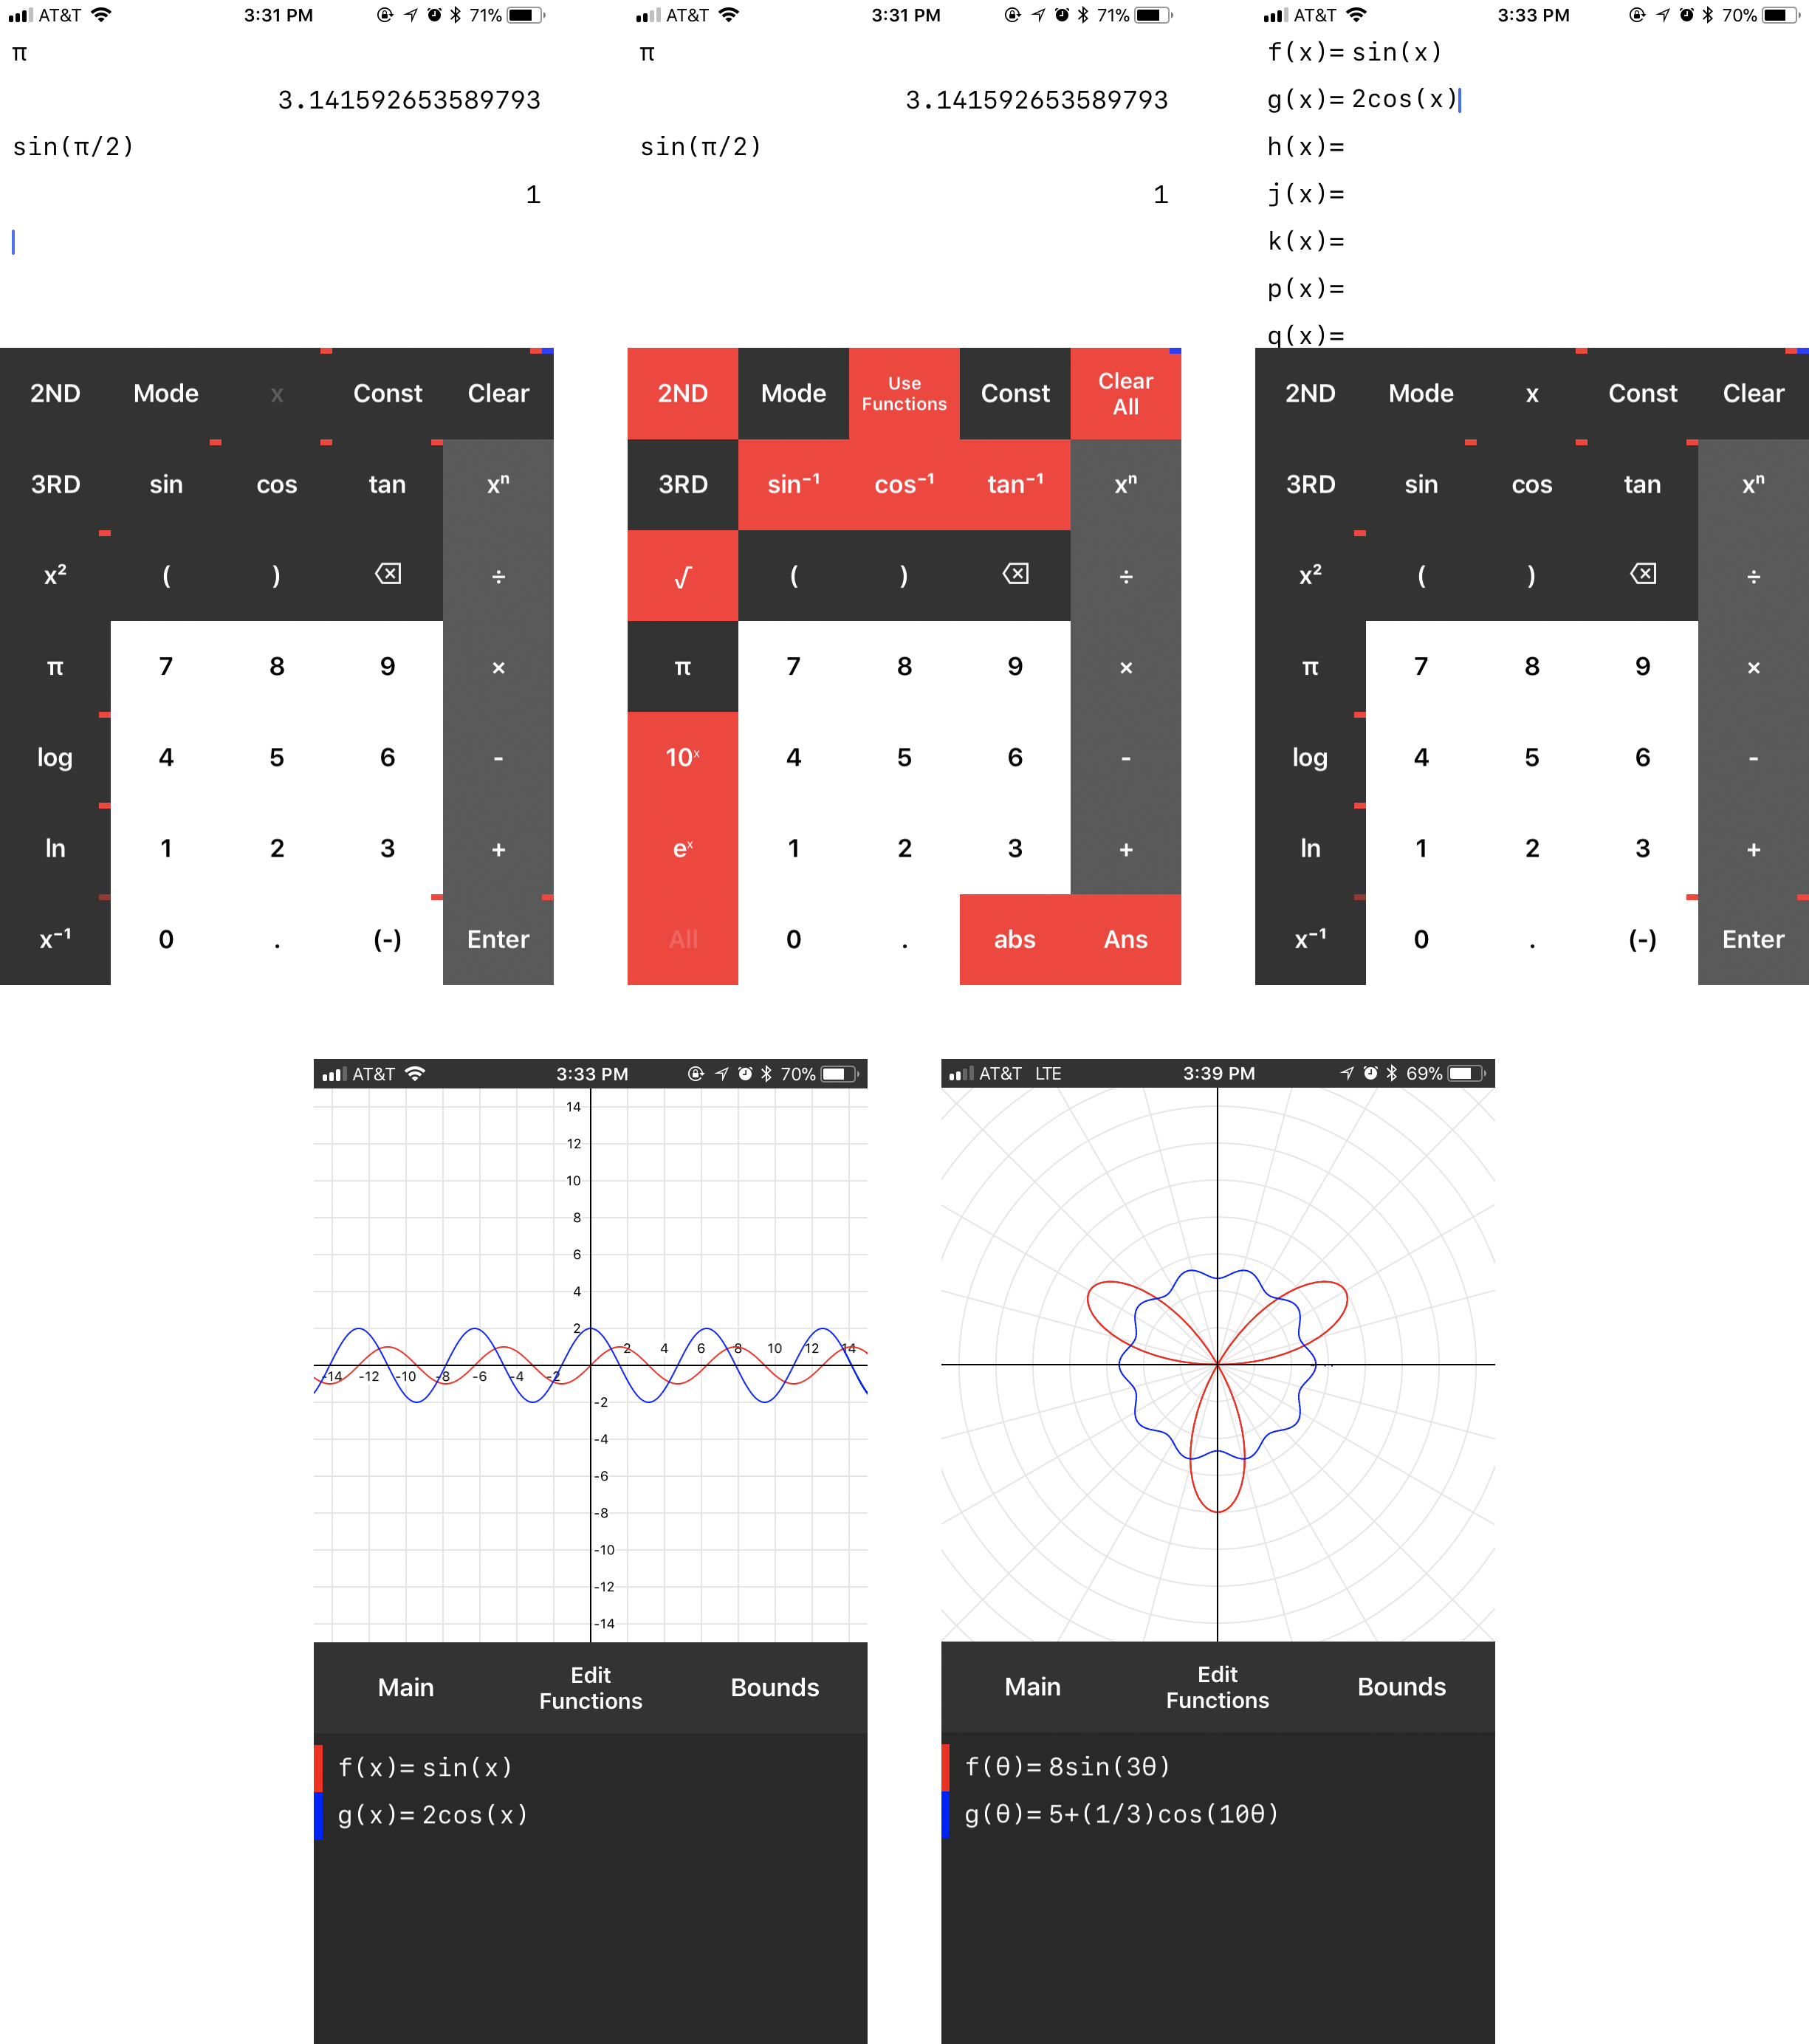 AT&T 3:31 PM 71%
π
3.141592653589793
sin(π/2)
1
2ND Mode x Const Clear
3RD sin cos tan xⁿ
x² ( ) ÷
π 7 8 9 ×
log 4 5 6 -
ln 1 2 3 +
x⁻¹ 0 . (-) Enter
AT&T 3:31 PM 71%
π
3.141592653589793
sin(π/2)
1
2ND Mode Use Functions Const Clear All
3RD sin⁻¹ cos⁻¹ tan⁻¹ xⁿ
√ ( ) ÷
π 7 8 9 ×
10ˣ 4 5 6 -
eˣ 1 2 3 +
All 0 . abs Ans
AT&T 3:33 PM 70%
f(x)= sin(x)
g(x)= 2cos(x)
h(x)=
j(x)=
k(x)=
p(x)=
q(x)=
2ND Mode x Const Clear
3RD sin cos tan xⁿ
x² ( ) ÷
π 7 8 9 ×
log 4 5 6 -
ln 1 2 3 +
x⁻¹ 0 . (-) Enter
AT&T 3:33 PM 70%
14
12
10
8
6
4
2
2 4 6 8 10 12 14
-14 -12 -10 -8 -6 -4 -2
-2
-4
-6
-8
-10
-12
-14
Main Edit Functions Bounds
f(x)= sin(x)
g(x)= 2cos(x)
AT&T LTE 3:39 PM 69%
Main Edit Functions Bounds
f(θ)= 8sin(3θ)
g(θ)= 5+(1/3)cos(10θ)